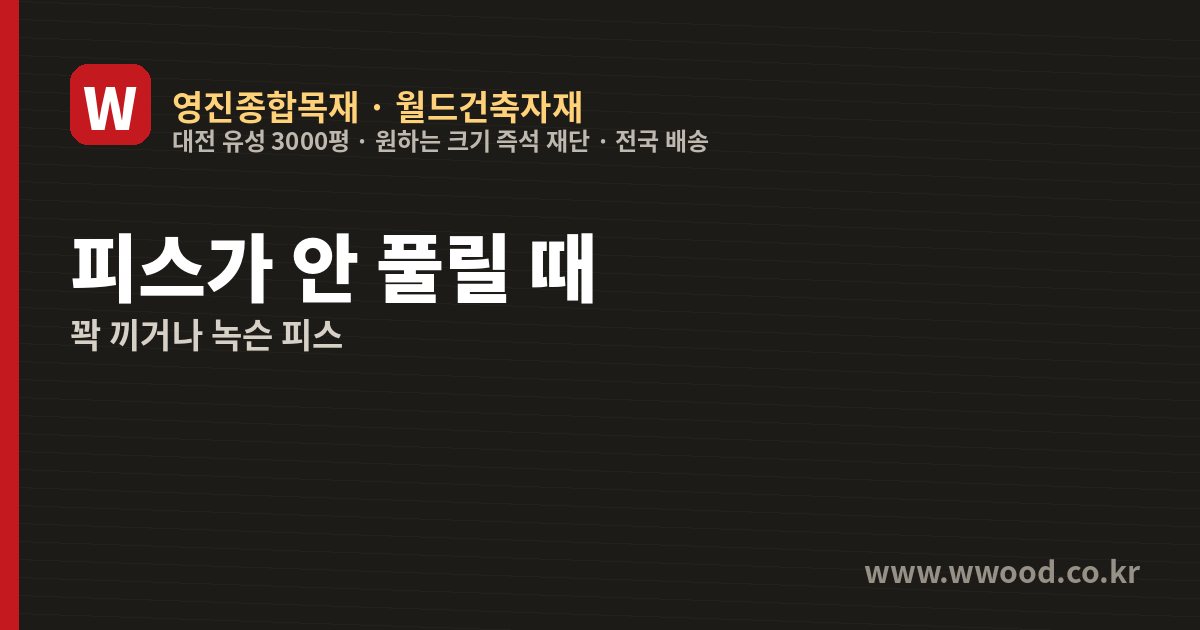 W
영진종합목재 · 월드건축자재
대전 유성 3000평 · 원하는 크기 즉석 재단 · 전국 배송
피스가 안 풀릴 때
꽉 끼거나 녹슨 피스
www.wwood.co.kr